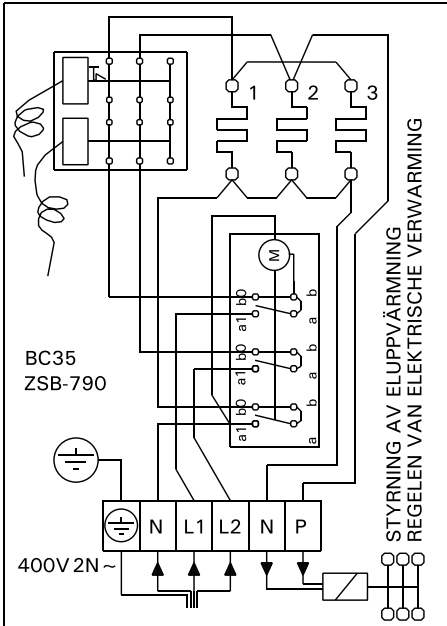 1 2 3
M
b0 b
a1 a
b0 b
a1 a
b0 b
a1 a
BC35
ZSB-790
STYRNING AV ELUPPVÄRMNING
REGELEN VAN ELEKTRISCHE VERWARMING
N L1 L2 N P
400V 2N~